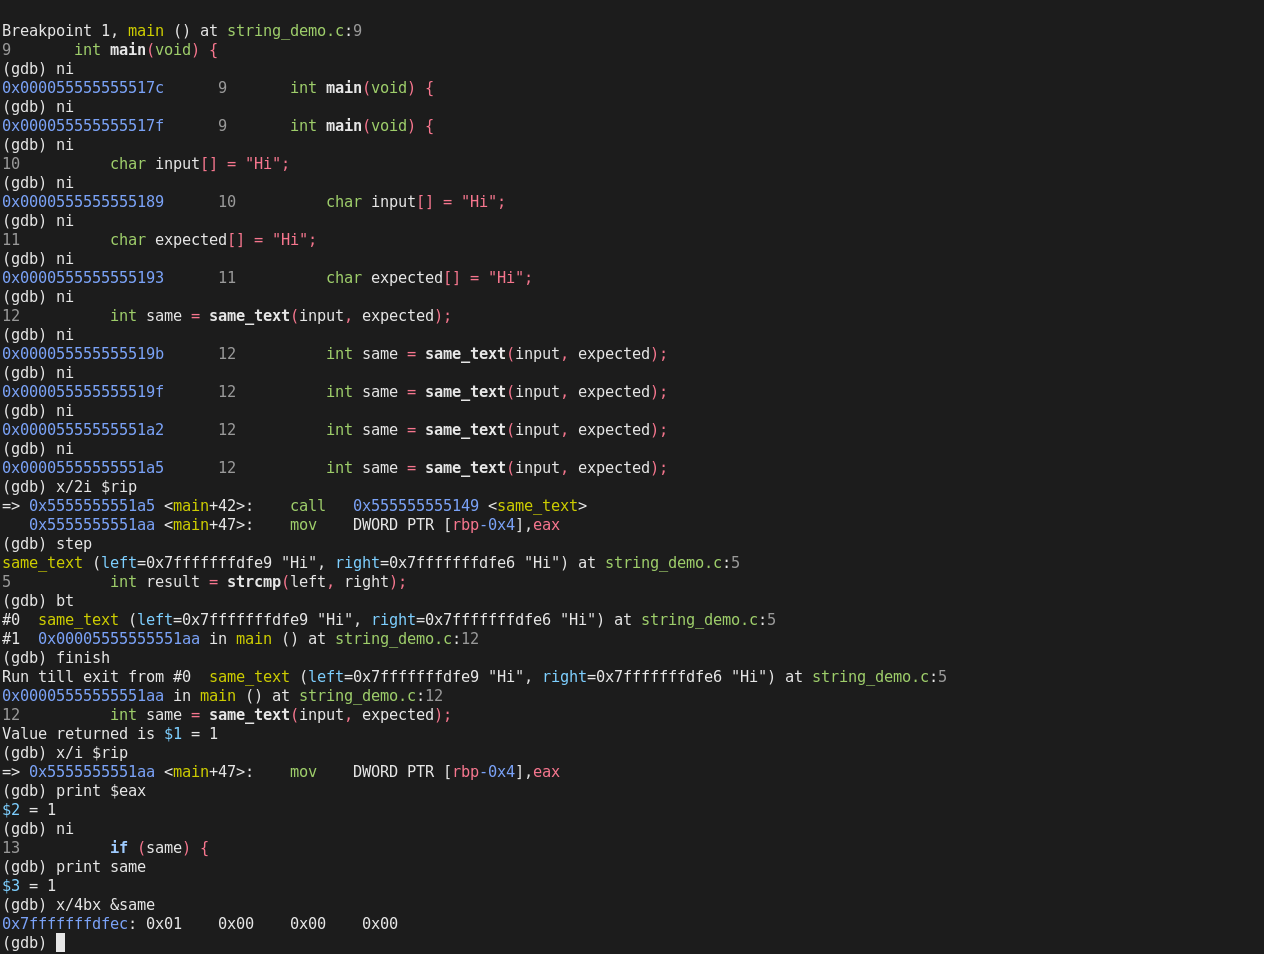 Breakpoint 1, main () at string_demo.c:9
9       int main(void) {
(gdb) ni
0x000055555555517c      9       int main(void) {
(gdb) ni
0x000055555555517f      9       int main(void) {
(gdb) ni
10          char input[] = "Hi";
(gdb) ni
0x0000555555555189      10          char input[] = "Hi";
(gdb) ni
11          char expected[] = "Hi";
(gdb) ni
0x0000555555555193      11          char expected[] = "Hi";
(gdb) ni
12          int same = same_text(input, expected);
(gdb) ni
0x000055555555519b      12          int same = same_text(input, expected);
(gdb) ni
0x000055555555519f      12          int same = same_text(input, expected);
(gdb) ni
0x00005555555551a2      12          int same = same_text(input, expected);
(gdb) ni
0x00005555555551a5      12          int same = same_text(input, expected);
(gdb) x/2i $rip
=> 0x5555555551a5 <main+42>:    call   0x555555555149 <same_text>
   0x5555555551aa <main+47>:    mov    DWORD PTR [rbp-0x4],eax
(gdb) step
same_text (left=0x7fffffffdfe9 "Hi", right=0x7fffffffdfe6 "Hi") at string_demo.c:5
5           int result = strcmp(left, right);
(gdb) bt
#0  same_text (left=0x7fffffffdfe9 "Hi", right=0x7fffffffdfe6 "Hi") at string_demo.c:5
#1  0x00005555555551aa in main () at string_demo.c:12
(gdb) finish
Run till exit from #0  same_text (left=0x7fffffffdfe9 "Hi", right=0x7fffffffdfe6 "Hi") at string_demo.c:5
0x00005555555551aa in main () at string_demo.c:12
12          int same = same_text(input, expected);
Value returned is $1 = 1
(gdb) x/i $rip
=> 0x5555555551aa <main+47>:    mov    DWORD PTR [rbp-0x4],eax
(gdb) print $eax
$2 = 1
(gdb) ni
13          if (same) {
(gdb) print same
$3 = 1
(gdb) x/4bx &same
0x7fffffffdfec: 0x01    0x00    0x00    0x00
(gdb)